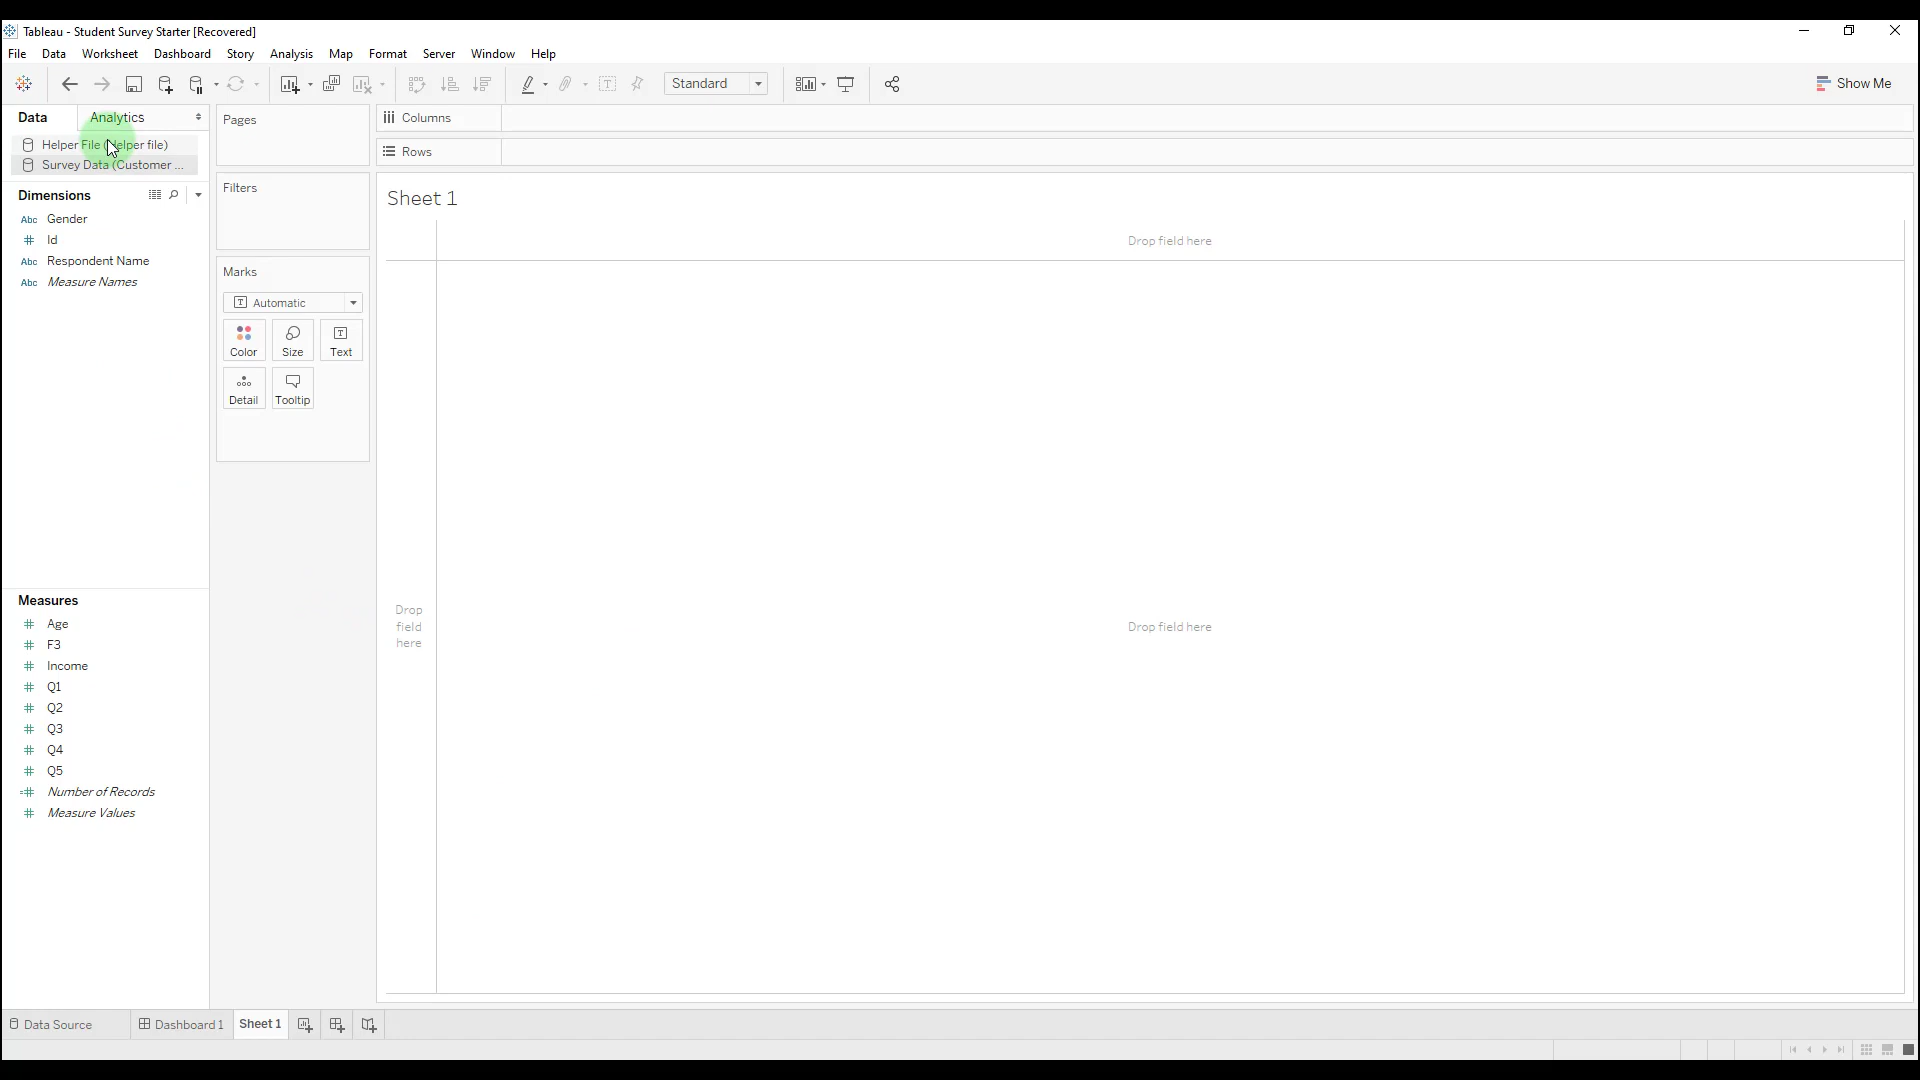 Tableau - Student Survey Starter [Recovered]
File Data Worksheet Dashboard Story Analysis Map Format Server Window Help
Standard
Show Me
Data Analytics
Helper File (Helper file)
Survey Data (Customer ...
Dimensions
Abc Gender
# Id
Abc Respondent Name
Abc Measure Names
Measures
# Age
# F3
# Income
# Q1
# Q2
# Q3
# Q4
# Q5
=# Number of Records
# Measure Values
Pages
Filters
Marks
T Automatic
Color Size Text
Detail Tooltip
Columns
Rows
Sheet 1
Drop field here
Drop
field
here
Drop field here
Data Source Dashboard 1 Sheet 1